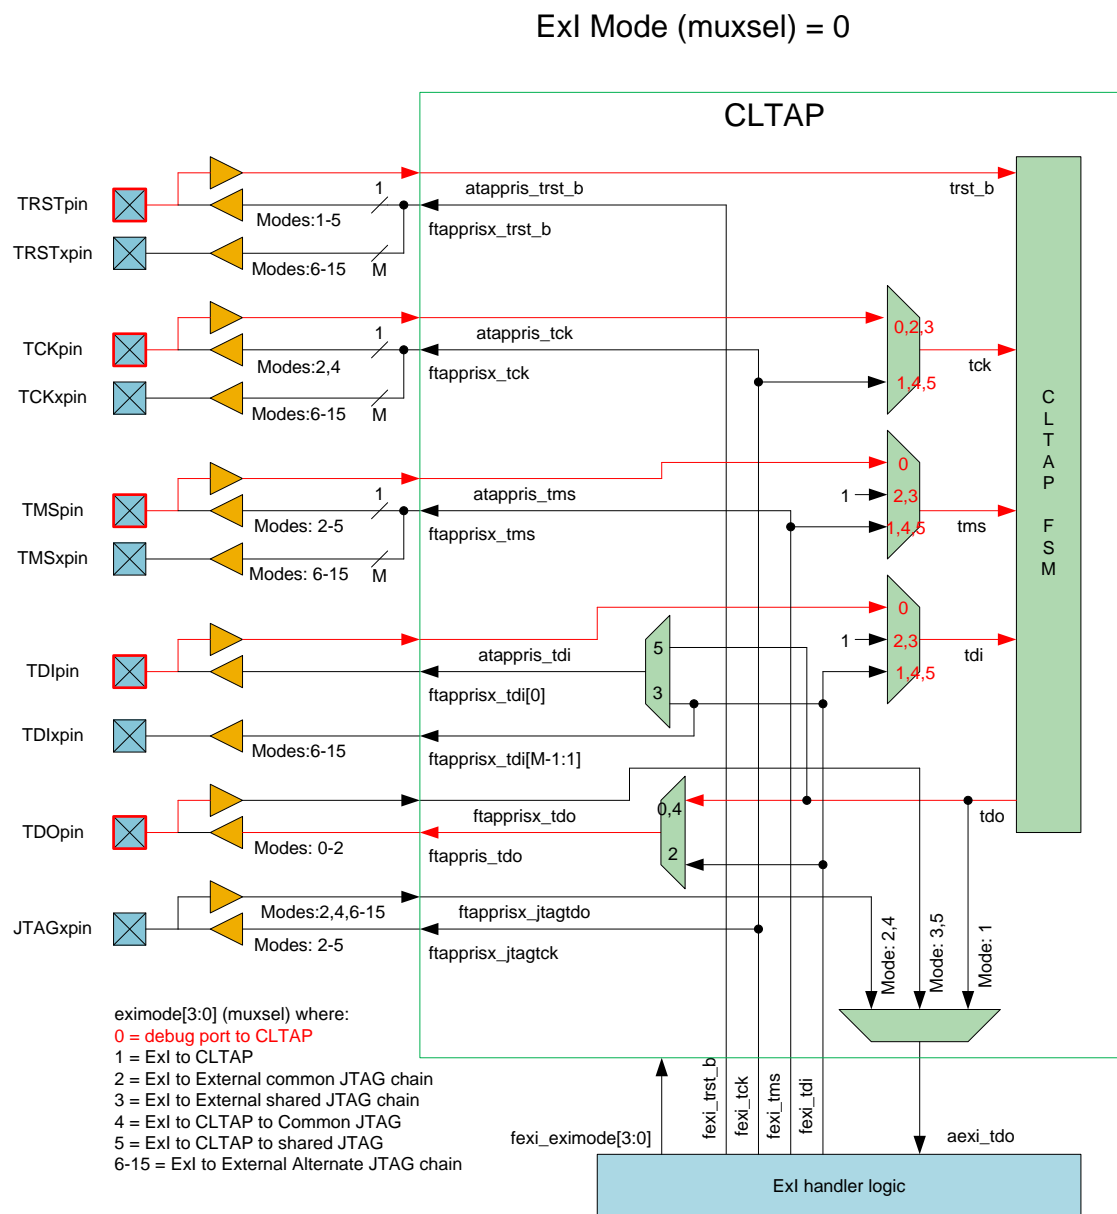 ExI Mode (muxsel) = 0
CLTAP
TRSTpin
1
atappris_trst_b
trst_b
Modes:1-5
ftapprisx_trst_b
TRSTxpin
Modes:6-15
M
TCKpin
1
atappris_tck
0,2,3
tck
Modes:2,4
ftapprisx_tck
TCKxpin
Modes:6-15
M
1,4,5
CLTAP FSM
TMSpin
1
atappris_tms
0
1
2,3
tms
Modes: 2-5
ftapprisx_tms
1,4,5
TMSxpin
Modes: 6-15
M
0
1
2,3
TDIpin
atappris_tdi
5
tdi
1,4,5
ftapprisx_tdi[0]
3
TDIxpin
Modes:6-15
ftapprisx_tdi[M-1:1]
TDOpin
ftapprisx_tdo
0,4
tdo
Modes: 0-2
ftappris_tdo
2
JTAGxpin
Modes:2,4,6-15
ftapprisx_jtagtdo
Modes: 2-5
ftapprisx_jtagtck
Mode: 2,4
Mode: 3,5
Mode: 1
eximode[3:0] (muxsel) where:
0 = debug port to CLTAP
1 = ExI to CLTAP
2 = ExI to External common JTAG chain
3 = ExI to External shared JTAG chain
4 = ExI to CLTAP to Common JTAG
5 = ExI to CLTAP to shared JTAG
6-15 = ExI to External Alternate JTAG chain
fexi_eximode[3:0]
fexi_trst_b
fexi_tck
fexi_tms
fexi_tdi
aexi_tdo
ExI handler logic